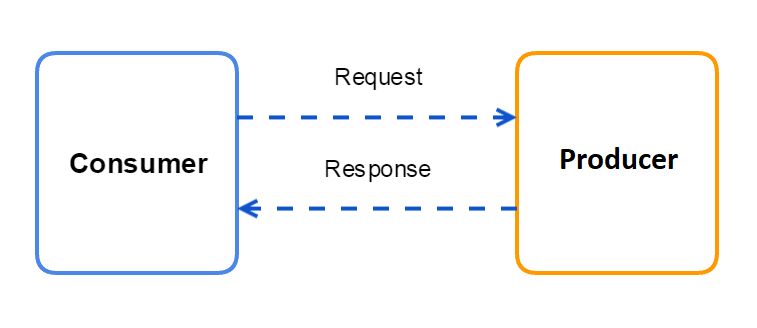 Request
Consumer
Producer
Response